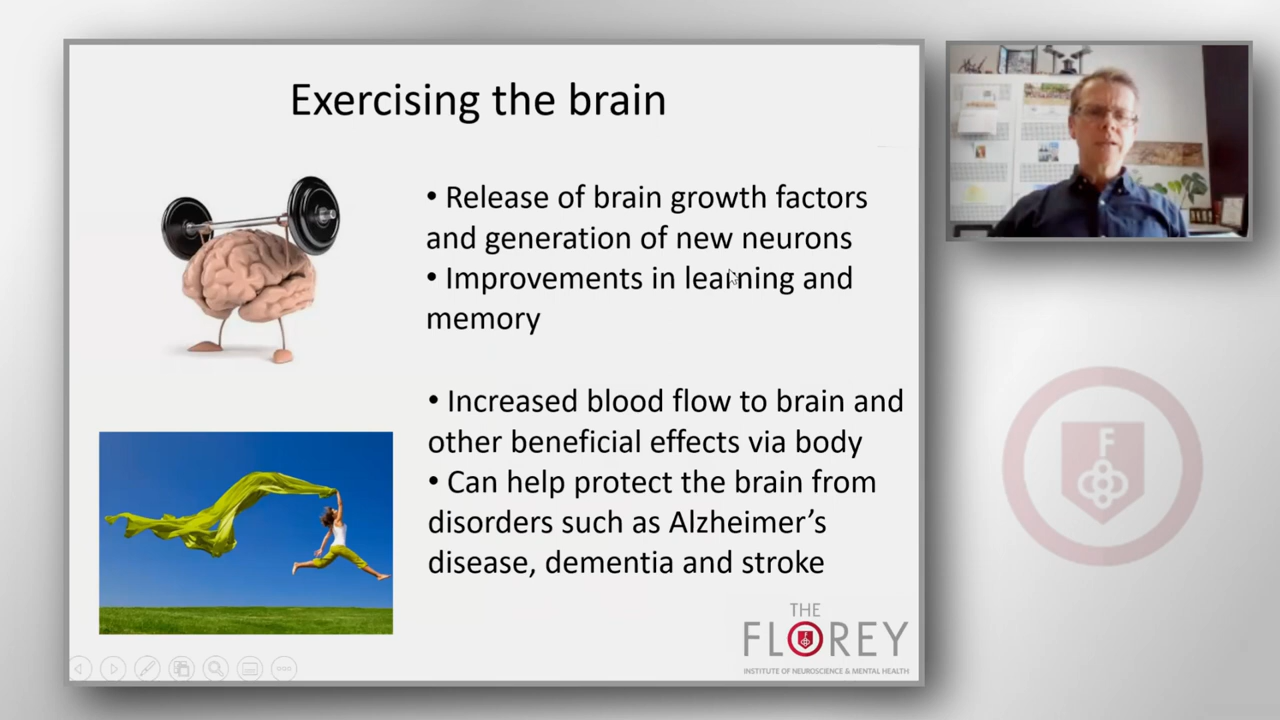 Exercising the brain
• Release of brain growth factors
and generation of new neurons
• Improvements in learning and
memory
• Increased blood flow to brain and
other beneficial effects via body
• Can help protect the brain from
disorders such as Alzheimer’s
disease, dementia and stroke
THE
FLOREY
INSTITUTE OF NEUROSCIENCE & MENTAL HEALTH
F